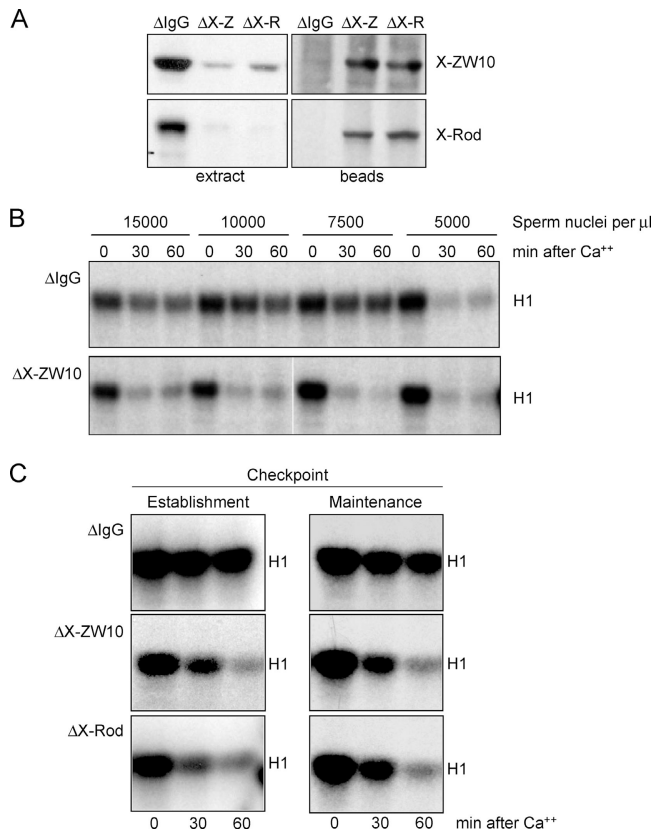 A
ΔIgG ΔX-Z ΔX-R ΔIgG ΔX-Z ΔX-R
X-ZW10
X-Rod
extract beads
B
15000 10000 7500 5000 Sperm nuclei per μl
0 30 60 0 30 60 0 30 60 0 30 60 min after Ca⁺⁺
ΔIgG
H1
ΔX-ZW10
H1
C
Checkpoint
Establishment Maintenance
ΔIgG
H1 H1
ΔX-ZW10
H1 H1
ΔX-Rod
H1 H1
0 30 60 0 30 60 min after Ca⁺⁺